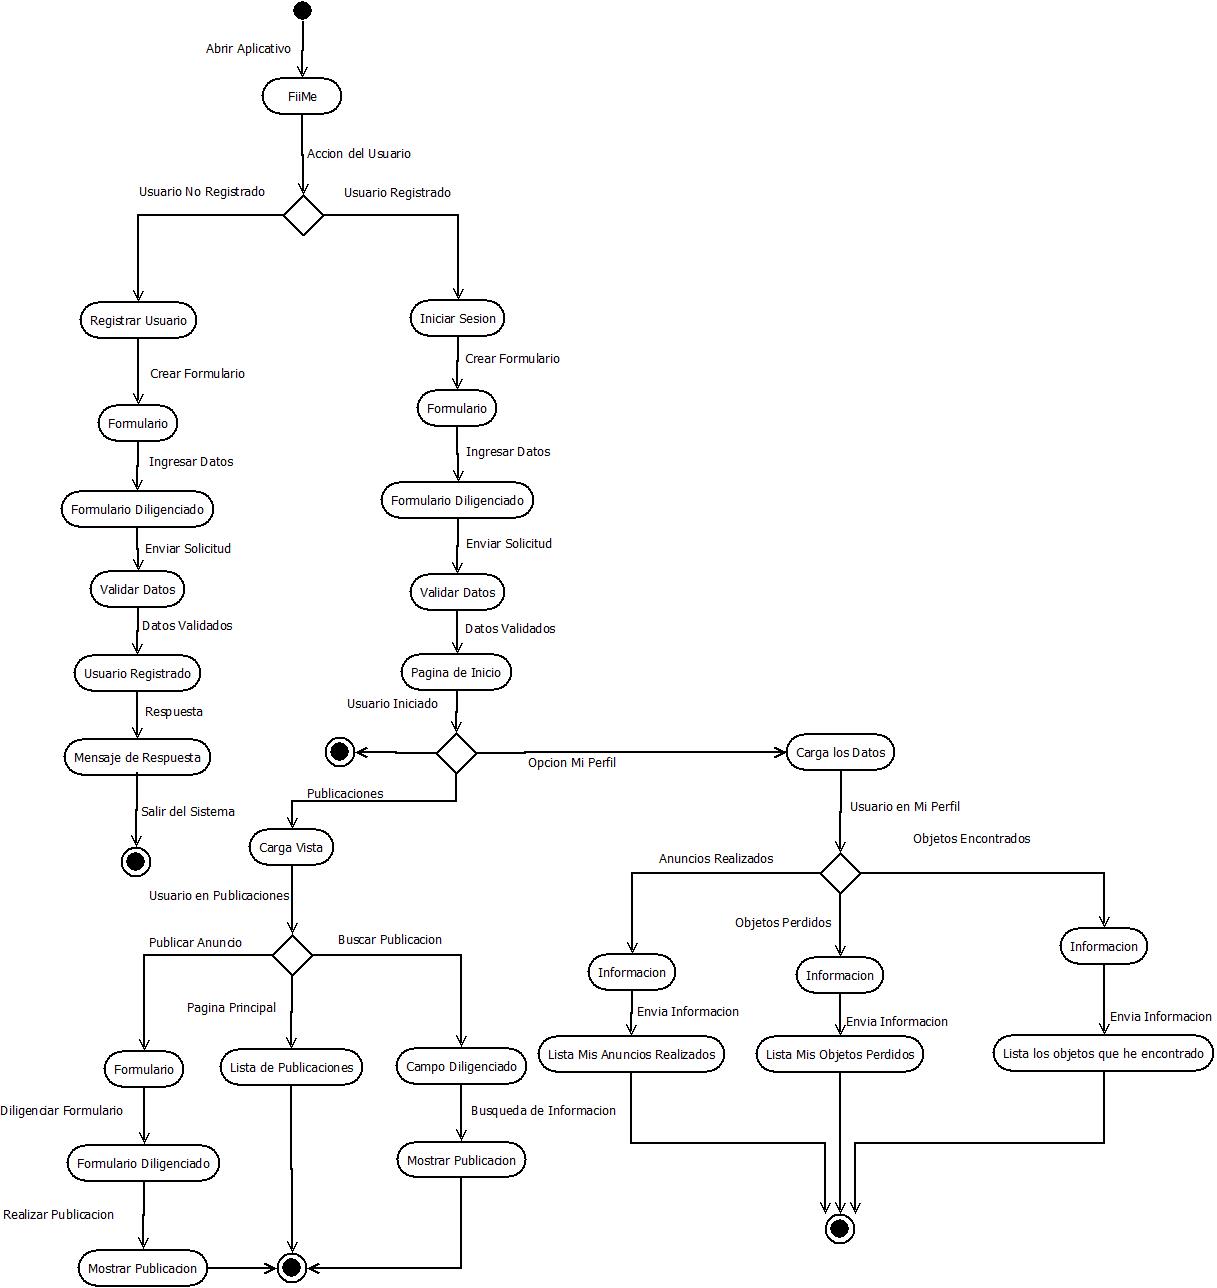 Abrir Aplicativo
FiiMe
Accion del Usuario
Usuario No Registrado
Usuario Registrado
Registrar Usuario
Iniciar Sesion
Crear Formulario
Crear Formulario
Formulario
Formulario
Ingresar Datos
Ingresar Datos
Formulario Diligenciado
Formulario Diligenciado
Enviar Solicitud
Enviar Solicitud
Validar Datos
Validar Datos
Datos Validados
Datos Validados
Usuario Registrado
Pagina de Inicio
Respuesta
Usuario Iniciado
Mensaje de Respuesta
Opcion Mi Perfil
Carga los Datos
Salir del Sistema
Publicaciones
Usuario en Mi Perfil
Carga Vista
Anuncios Realizados
Objetos Encontrados
Usuario en Publicaciones
Objetos Perdidos
Publicar Anuncio
Buscar Publicacion
Informacion
Informacion
Informacion
Pagina Principal
Envia Informacion
Envia Informacion
Envia Informacion
Lista Mis Anuncios Realizados
Lista Mis Objetos Perdidos
Lista los objetos que he encontrado
Formulario
Lista de Publicaciones
Campo Diligenciado
Diligenciar Formulario
Busqueda de Informacion
Formulario Diligenciado
Mostrar Publicacion
Realizar Publicacion
Mostrar Publicacion